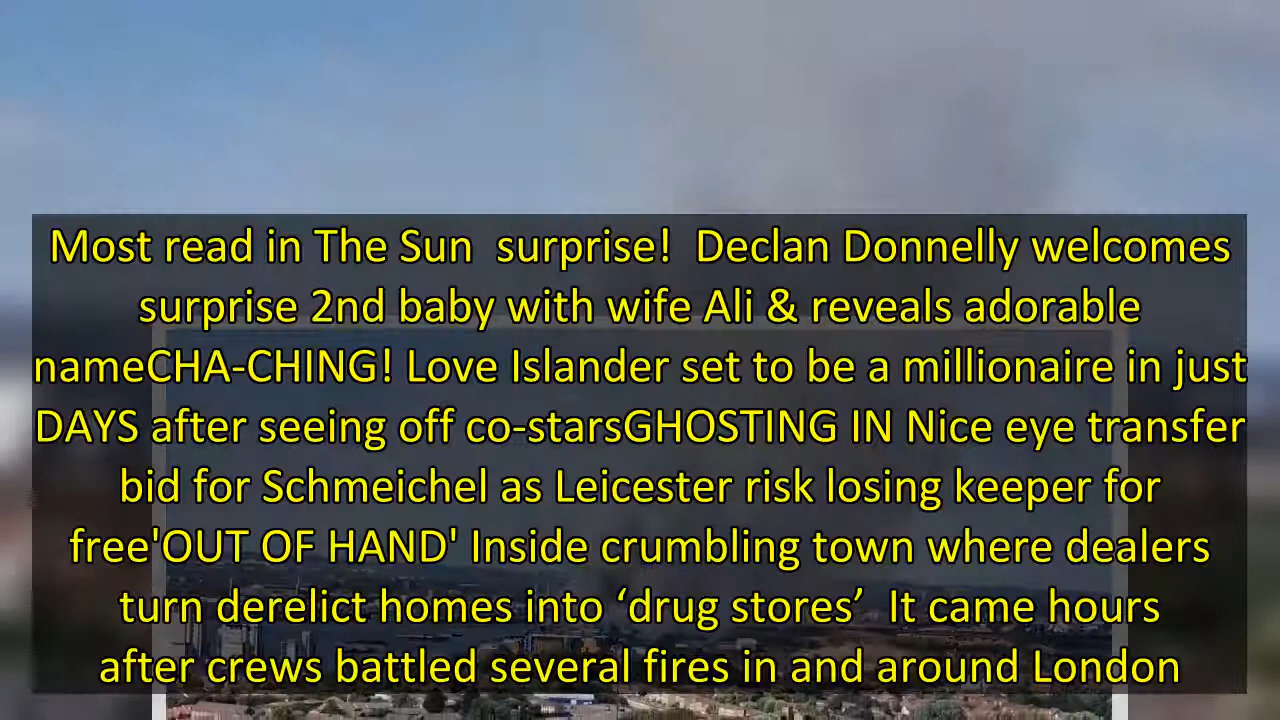 Most read in The Sun  surprise!  Declan Donnelly welcomes
surprise 2nd baby with wife Ali & reveals adorable
nameCHA-CHING! Love Islander set to be a millionaire in just
DAYS after seeing off co-starsGHOSTING IN Nice eye transfer
bid for Schmeichel as Leicester risk losing keeper for
free'OUT OF HAND' Inside crumbling town where dealers
turn derelict homes into ‘drug stores’  It came hours
after crews battled several fires in and around London